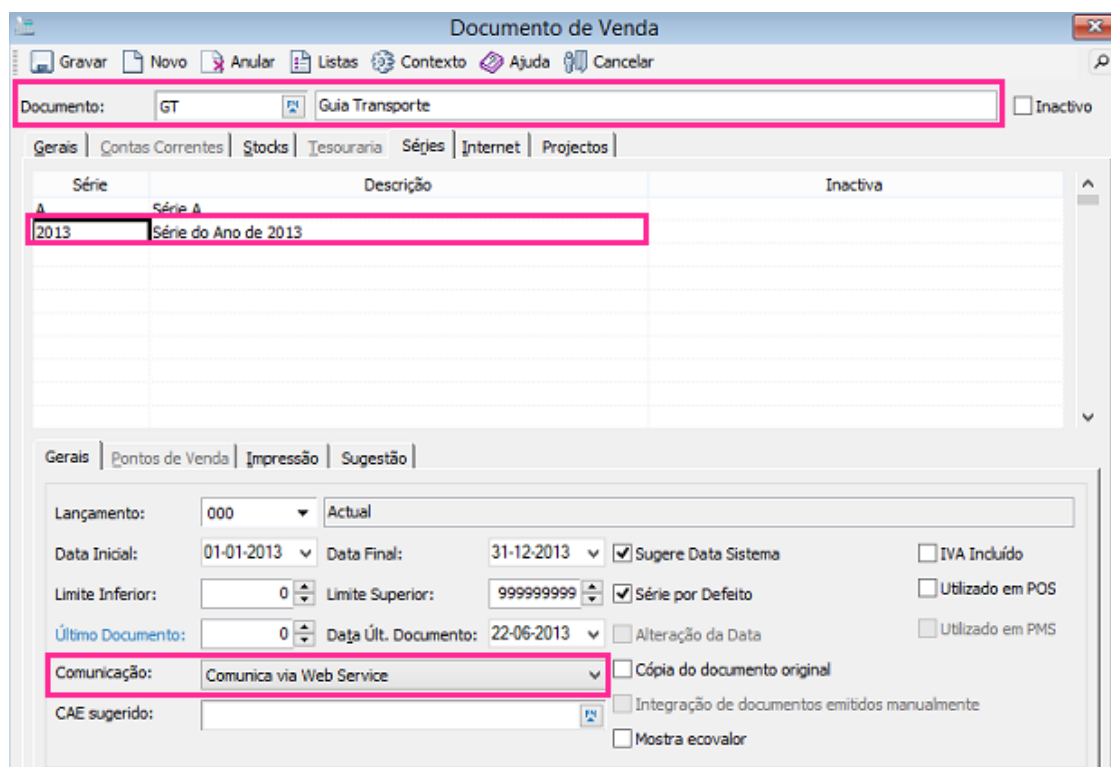 Documento de Venda
Gravar Novo Anular Listas Contexto Ajuda Cancelar
Documento: GT Guia Transporte Inactivo
Gerais Contas Correntes Stocks Tesouraria Séries Internet Projectos
Série Descrição Inactiva
A Série A
2013 Série do Ano de 2013
Gerais Pontos de Venda Impressão Sugestão
Lançamento: 000 Actual
Data Inicial: 01-01-2013 Data Final: 31-12-2013 Sugere Data Sistema IVA Incluído
Limite Inferior: 0 Limite Superior: 999999999 Série por Defeito Utilizado em POS
Último Documento: 0 Data Últ. Documento: 22-06-2013 Alteração da Data Utilizado em PMS
Comunicação: Comunica via Web Service Cópia do documento original
CAE sugerido: Integração de documentos emitidos manualmente
Mostra ecovalor